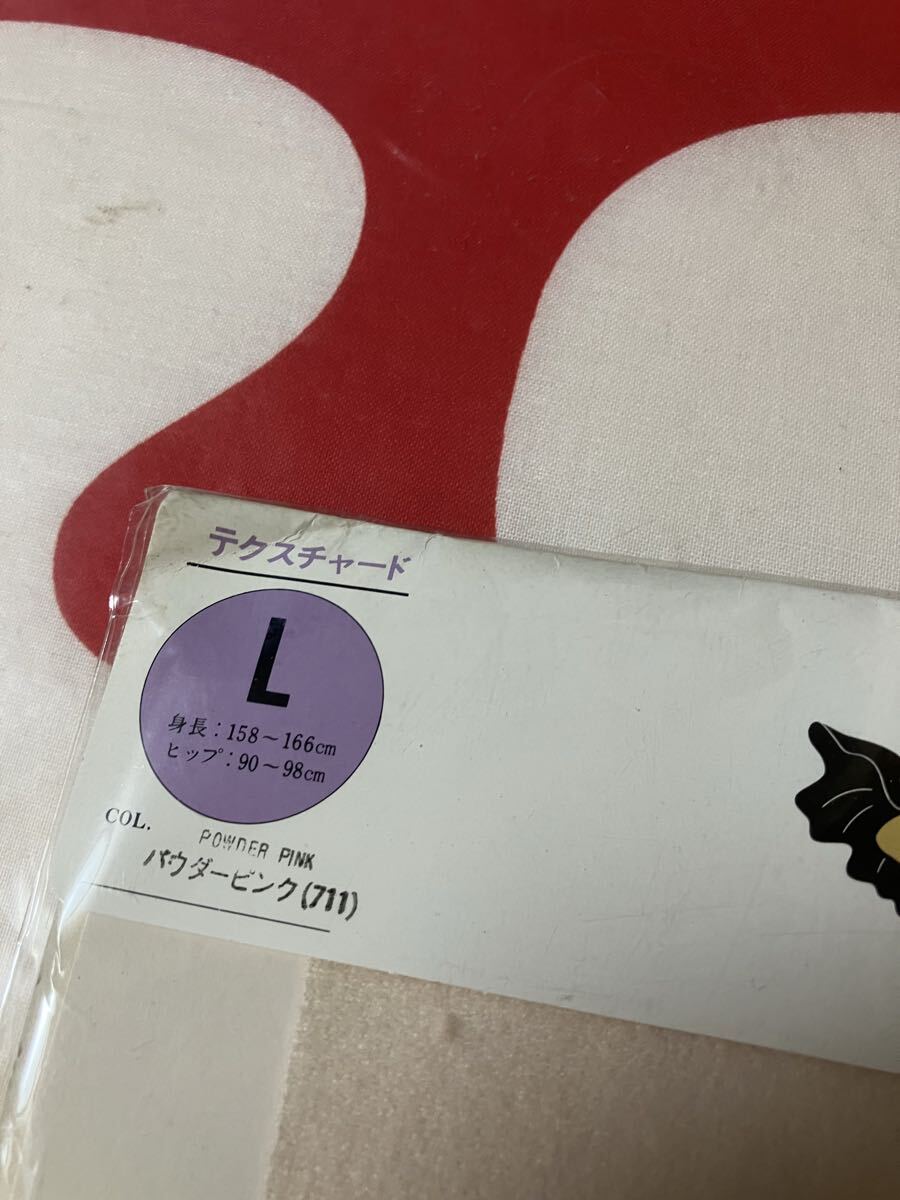 テクスチャード
L
身長：158～166cm
ヒップ：90～98cm
COL.
POWDER PINK
パウダーピンク(711)